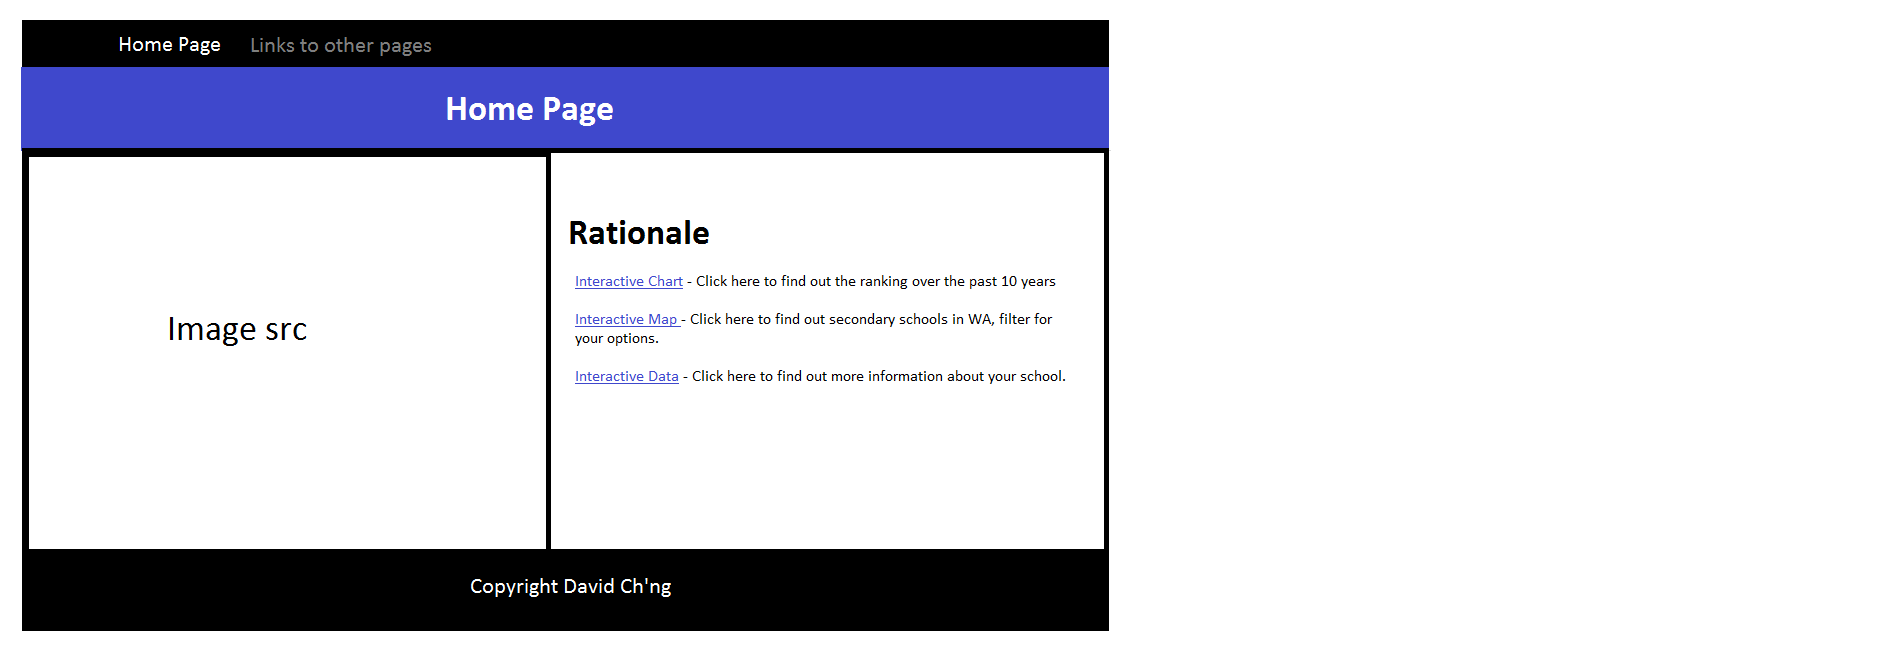 Home Page Links to other pages
Home Page
Image src
Rationale
Interactive Chart - Click here to find out the ranking over the past 10 years
Interactive Map - Click here to find out secondary schools in WA, filter for
your options.
Interactive Data - Click here to find out more information about your school.
Copyright David Ch'ng